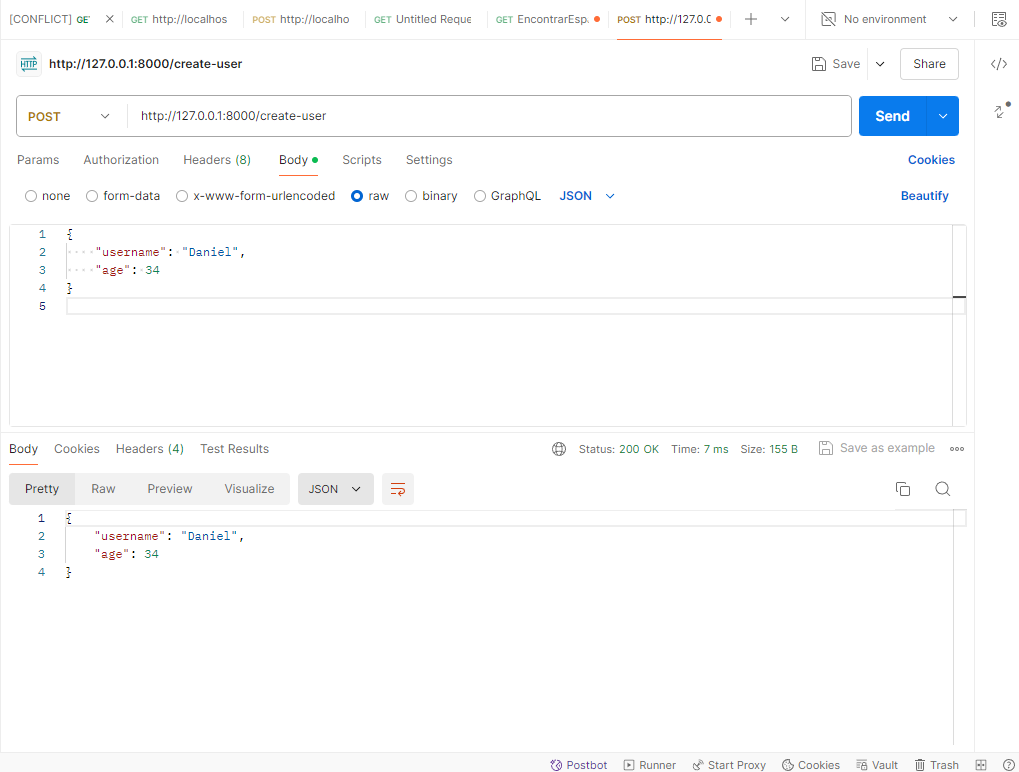 [CONFLICT] GET
GET http://localhos
POST http://localho
GET Untitled Reque
GET EncontrarEsp.
POST http://127.0.0
No environment
HTTP http://127.0.0.1:8000/create-user
Save
Share
POST http://127.0.0.1:8000/create-user
Send
Params Authorization Headers (8) Body Scripts Settings Cookies
none form-data x-www-form-urlencoded raw binary GraphQL JSON Beautify
1 {
2 ····"username":·"Daniel",
3 ····"age":·34
4 }
5
Body Cookies Headers (4) Test Results Status: 200 OK Time: 7 ms Size: 155 B Save as example
Pretty Raw Preview Visualize JSON
1 {
2     "username": "Daniel",
3     "age": 34
4 }
Postbot Runner Start Proxy Cookies Vault Trash